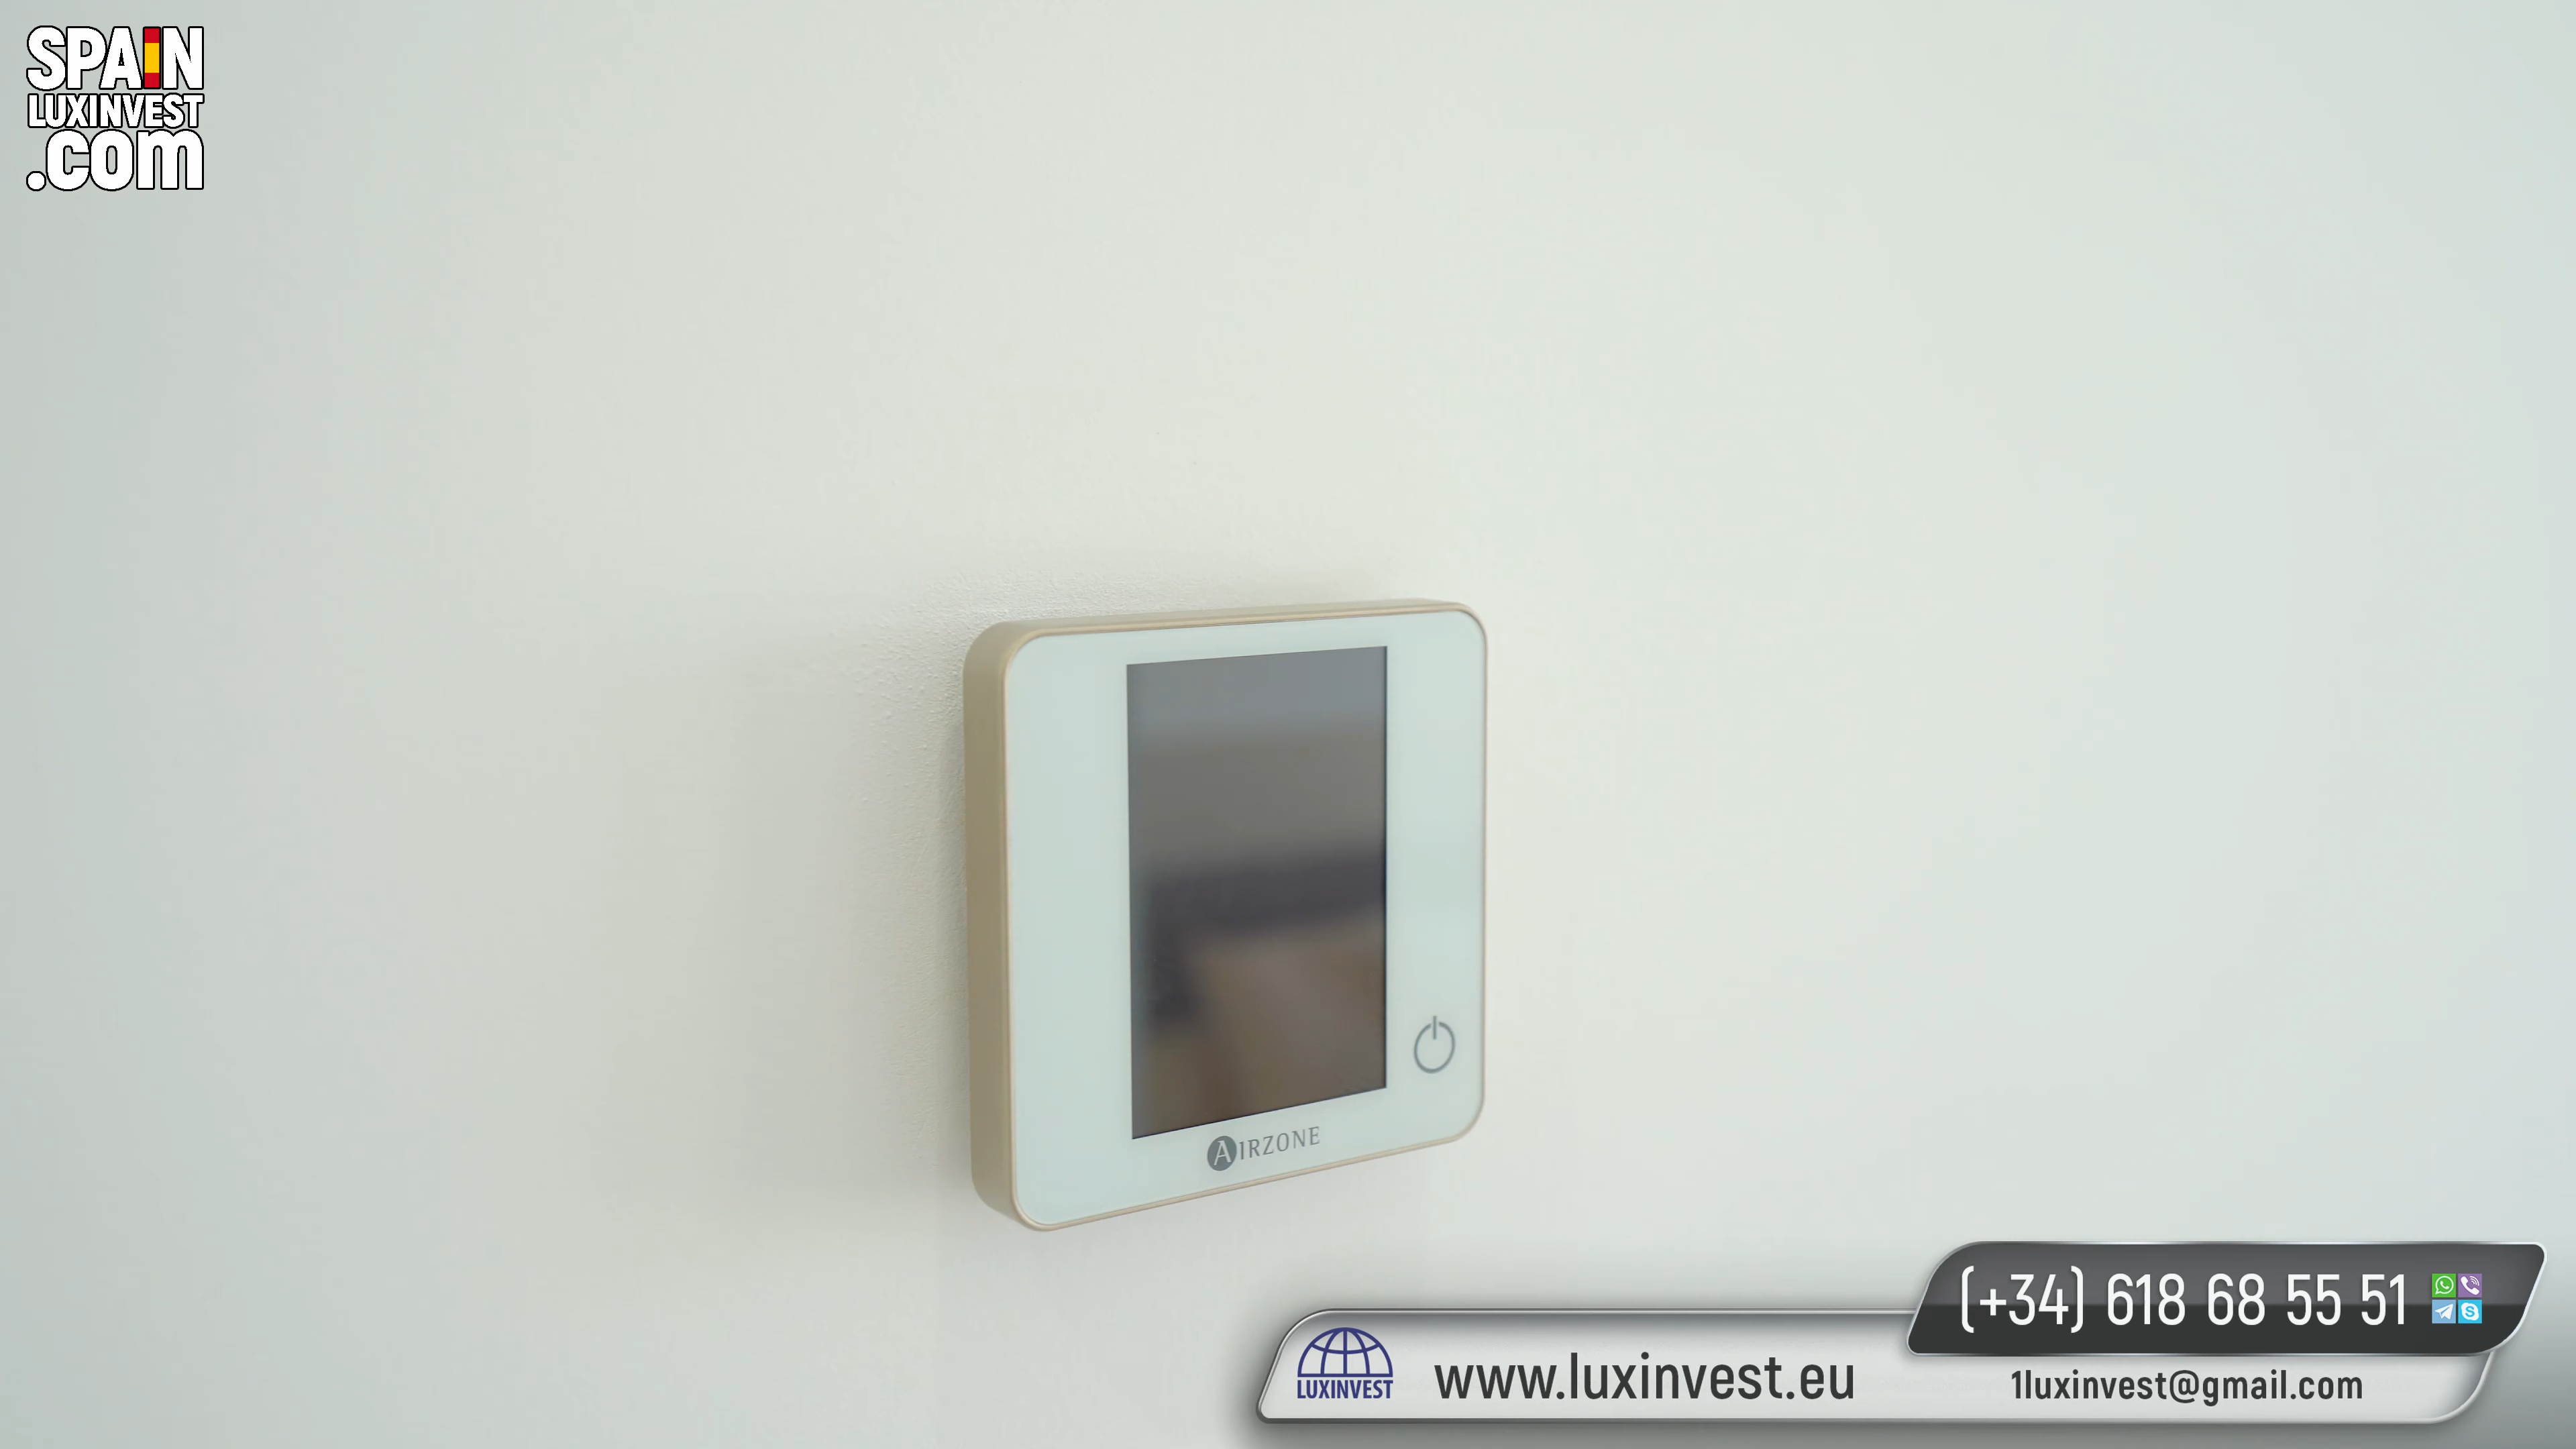 SPAIN
LUXINVEST
.com
AIRZONE
(+34) 618 68 55 51
LUXINVEST
www.luxinvest.eu
1luxinvest@gmail.com